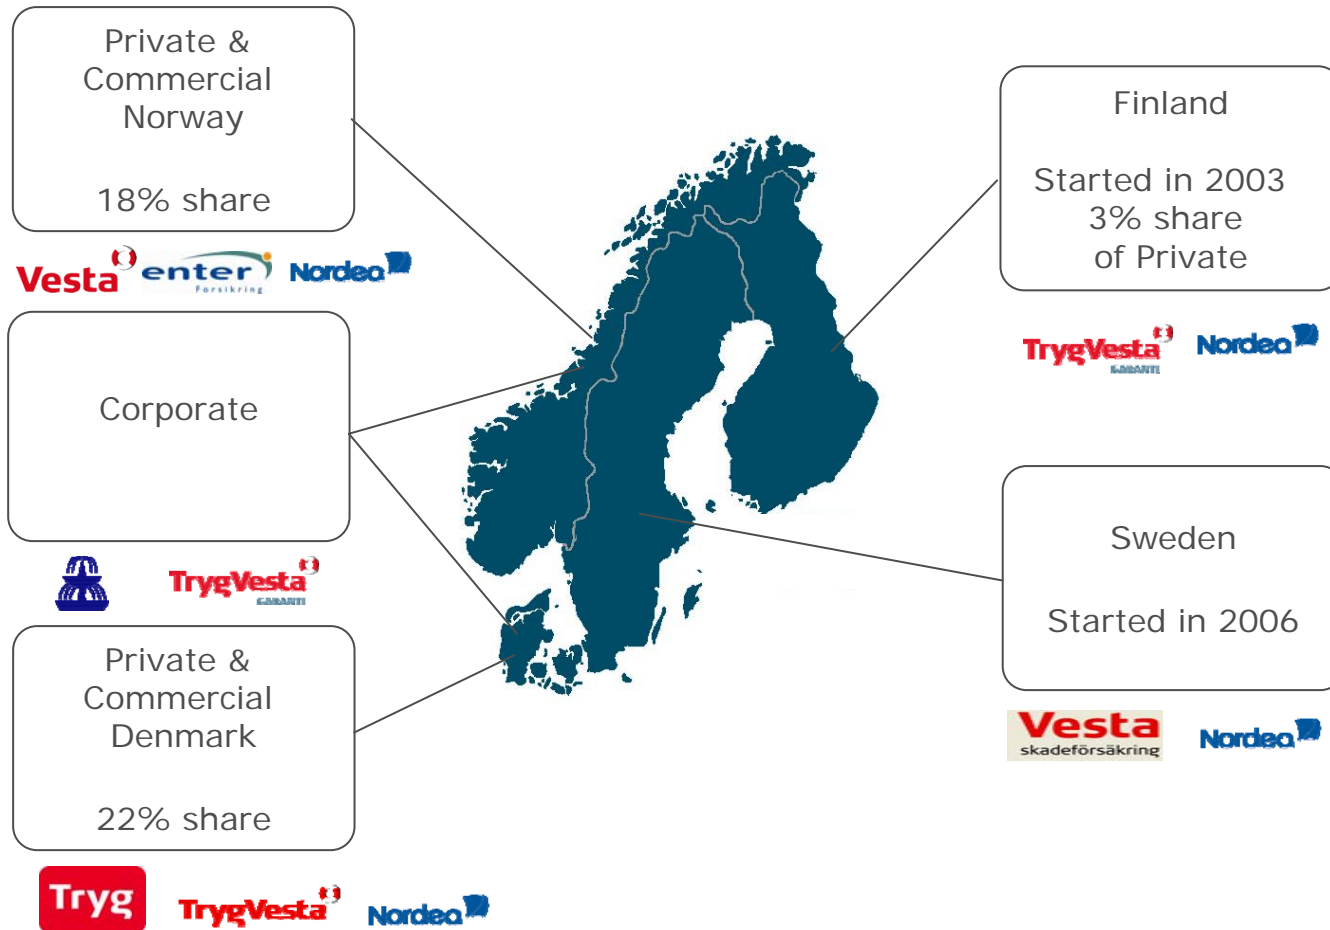 Private &
Commercial
Norway
18% share
Vesta enter Nordea
Forsikring
Corporate
TrygVesta
GARANTI
Private &
Commercial
Denmark
22% share
Tryg TrygVesta Nordea
Finland
Started in 2003
3% share
of Private
TrygVesta Nordea
GARANTI
Sweden
Started in 2006
Vesta Nordea
skadeförsäkring